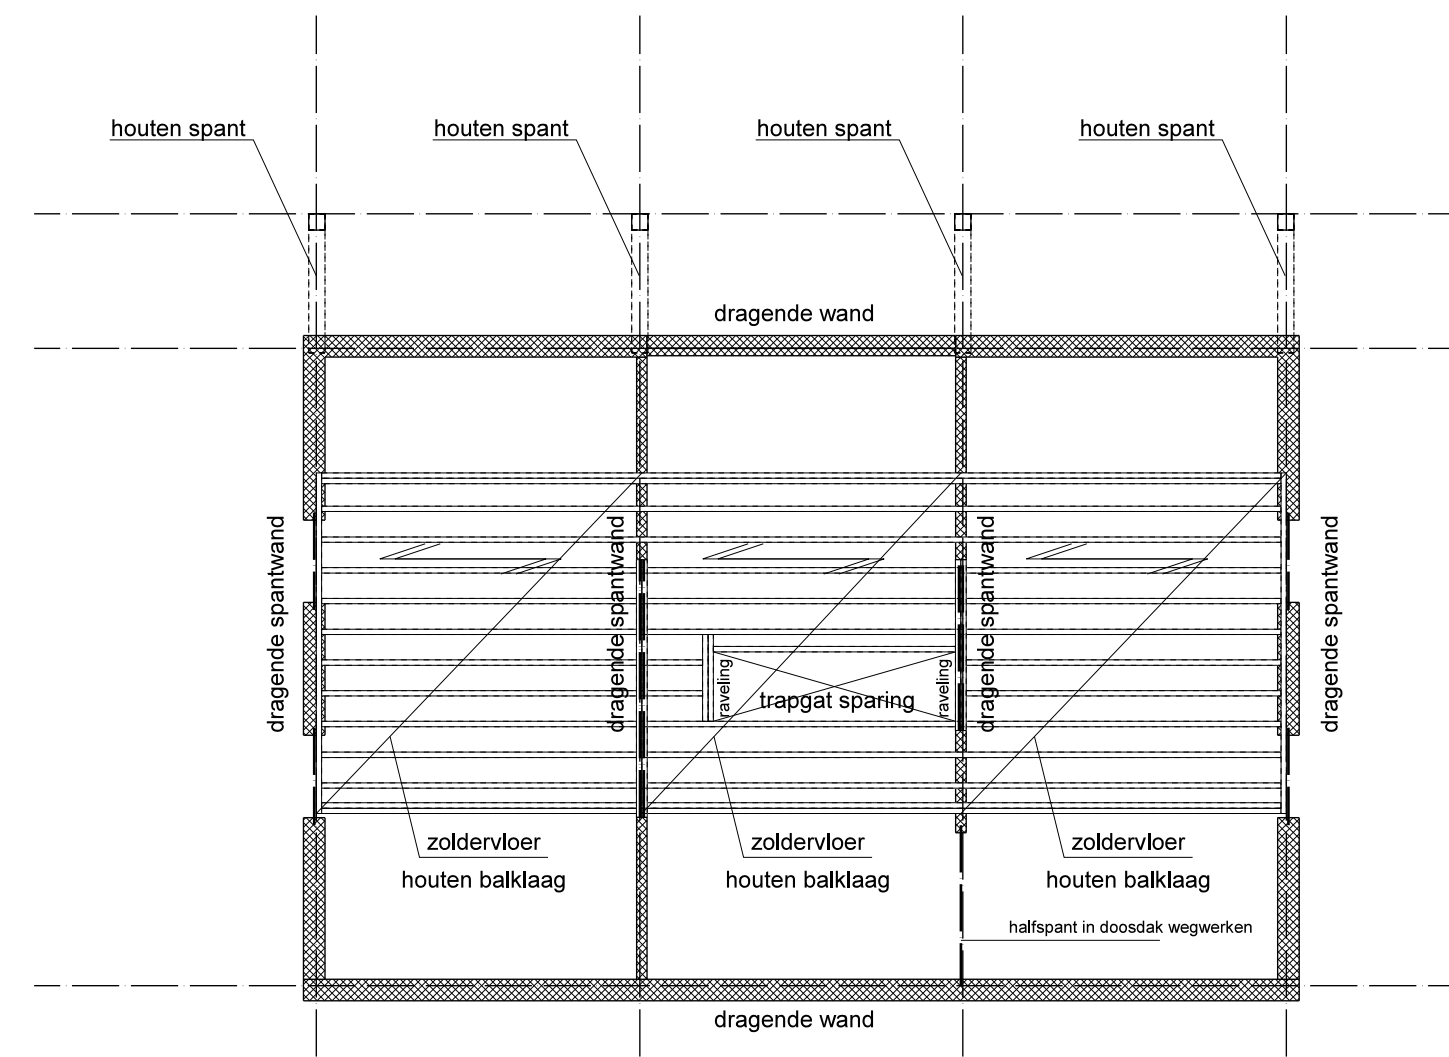 houten spant
houten spant
houten spant
houten spant
dragende wand
dragende spantwand
dragende spantwand
dragende spantwand
dragende spantwand
raveling
trapgat sparing
raveling
zoldervloer
houten balklaag
zoldervloer
houten balklaag
zoldervloer
houten balklaag
halfspant in doosdak wegwerken
dragende wand